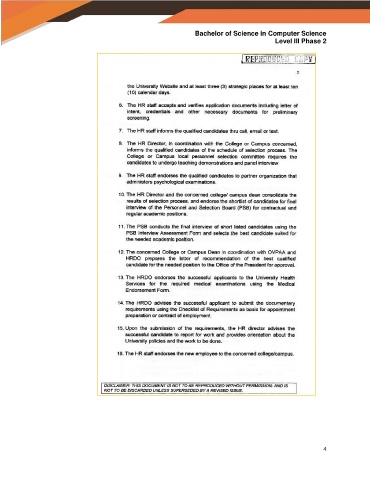 Bachelor of Science in Computer Science
Level III Phase 2
REPRODUCED COPY
2
the University Website and at least three (3) strategic places for at least ten
(10) calendar days.
6. The HR staff accepts and verifies application documents including letter of
intent, credentials and other necessary documents for preliminary
screening.
7. The HR staff informs the qualified candidates thru call, email or text.
8. The HR Director, in coordination with the College or Campus concerned,
informs the qualified candidates of the schedule of selection process. The
College or Campus local personnel selection committee requires the
candidates to undergo teaching demonstrations and panel interview
9. The HR staff endorses the qualified candidates to partner organization that
administers psychological examinations.
10. The HR Director and the concerned college/ campus dean consolidate the
results of selection process, and endorse the shortlist of candidates for final
interview of the Personnel and Selection Board (PSB) for contractual and
regular academic positions.
11. The PSB conducts the final interview of short listed candidates using the
PSB Interview Assessment Form and selects the best candidate suited for
the needed academic position.
12. The concerned College or Campus Dean in coordination with OVPAA and
HRDO prepares the letter of recommendation of the best qualified
candidate for the needed position to the Office of the President for approval.
13. The HRDO endorses the successful applicants to the University Health
Services for the required medical examinations using the Medical
Endorsement Form.
14. The HRDO advises the successful applicant to submit the documentary
requirements using the Checklist of Requirements as basis for appointment
preparation or contract of employment.
15. Upon the submission of the requirements, the HR director advises the
successful candidate to report for work and provides orientation about the
University policies and the work to be done.
16. The HR staff endorses the new employee to the concerned college/campus.
DISCLAIMER: THIS DOCUMENT IS NOT TO BE REPRODUCED WITHOUT PERMISSION, AND IS
NOT TO BE DISCARDED UNLESS SUPERSEDED BY A REVISED ISSUE.
4